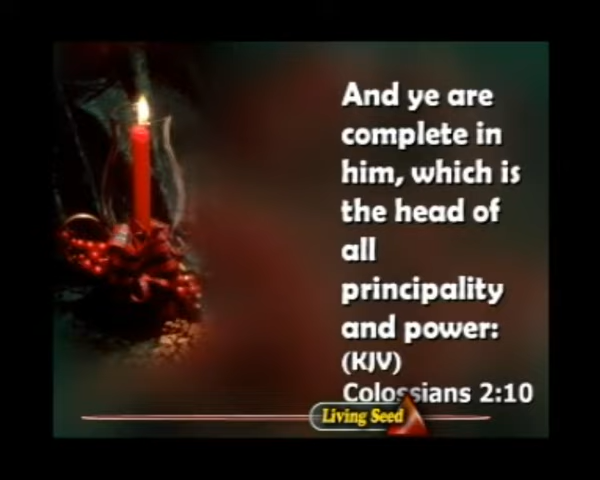 And ye are
complete in
him, which is
the head of
all
principality
and power:
(KJV)
Colossians 2:10
Living Seed